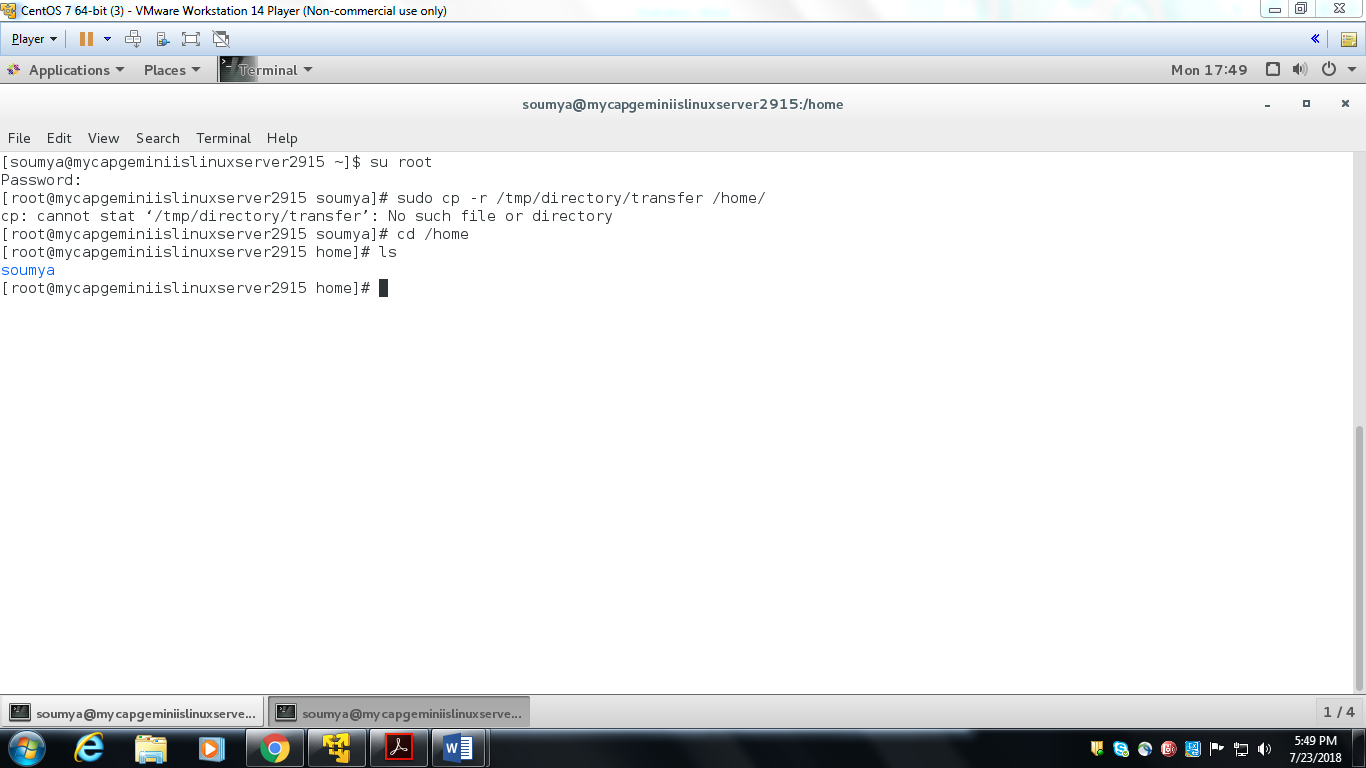 CentOS 7 64-bit (3) - VMware Workstation 14 Player (Non-commercial use only)
Player
Applications Places Terminal Mon 17:49
soumya@mycapgeminiislinuxserver2915:/home
File Edit View Search Terminal Help
[soumya@mycapgeminiislinuxserver2915 ~]$ su root
Password:
[root@mycapgeminiislinuxserver2915 soumya]# sudo cp -r /tmp/directory/transfer /home/
cp: cannot stat ‘/tmp/directory/transfer’: No such file or directory
[root@mycapgeminiislinuxserver2915 soumya]# cd /home
[root@mycapgeminiislinuxserver2915 home]# ls
soumya
[root@mycapgeminiislinuxserver2915 home]#
soumya@mycapgeminiislinuxserve... soumya@mycapgeminiislinuxserve... 1 / 4
5:49 PM
7/23/2018